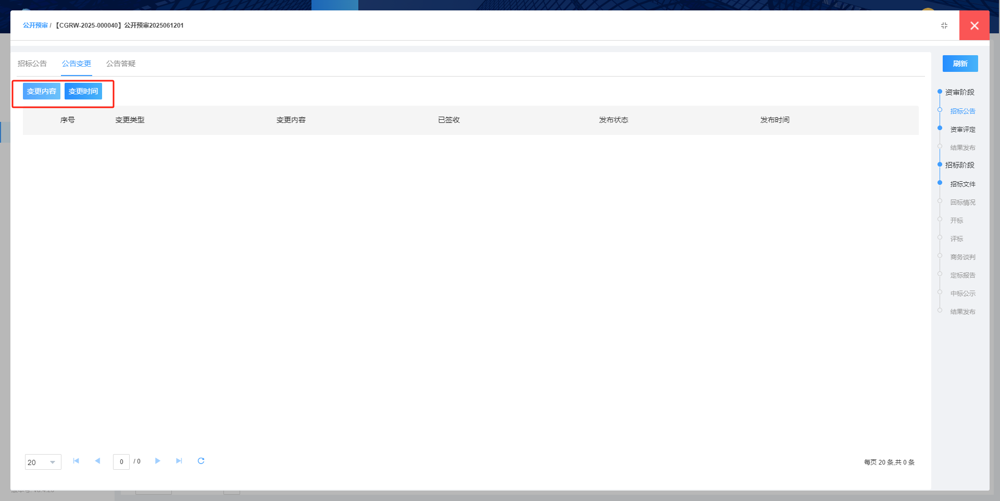 公开预审 / 【CGRW-2025-000040】公开预审2025061201
招标公告 公告变更 公告答疑
变更内容 变更时间
序号 变更类型 变更内容 已签收 发布状态 发布时间
刷新
资审阶段
招标公告
资审评定
结果发布
招标阶段
招标文件
回标情况
开标
评标
商务谈判
定标报告
中标公示
结果发布
20 0 / 0
每页 20 条,共 0 条